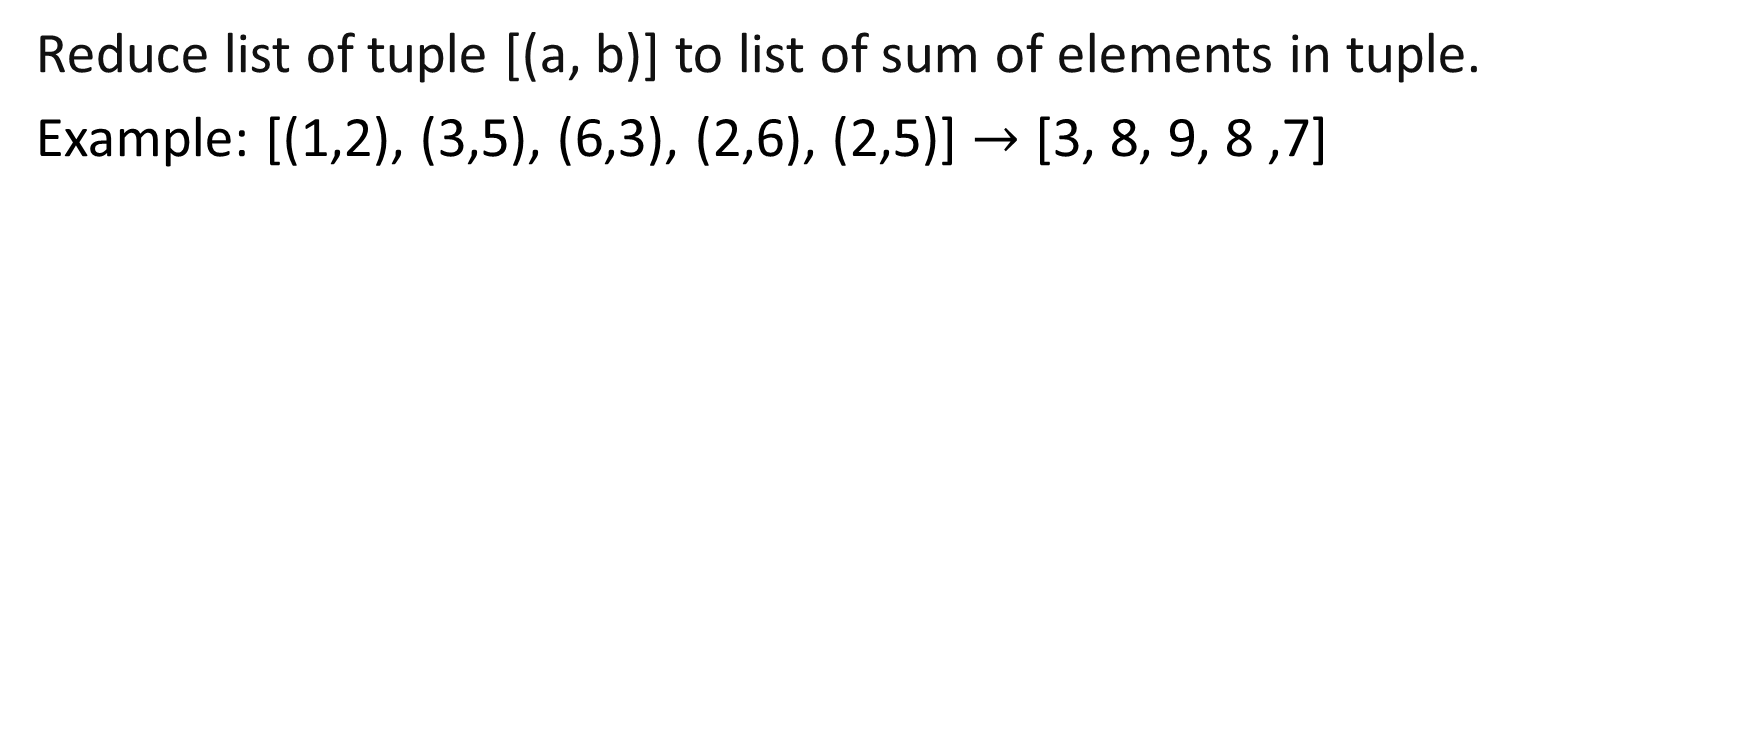 Reduce list of tuple [(a, b)] to list of sum of elements in tuple.
Example: [(1,2), (3,5), (6,3), (2,6), (2,5)] → [3, 8, 9, 8 ,7]